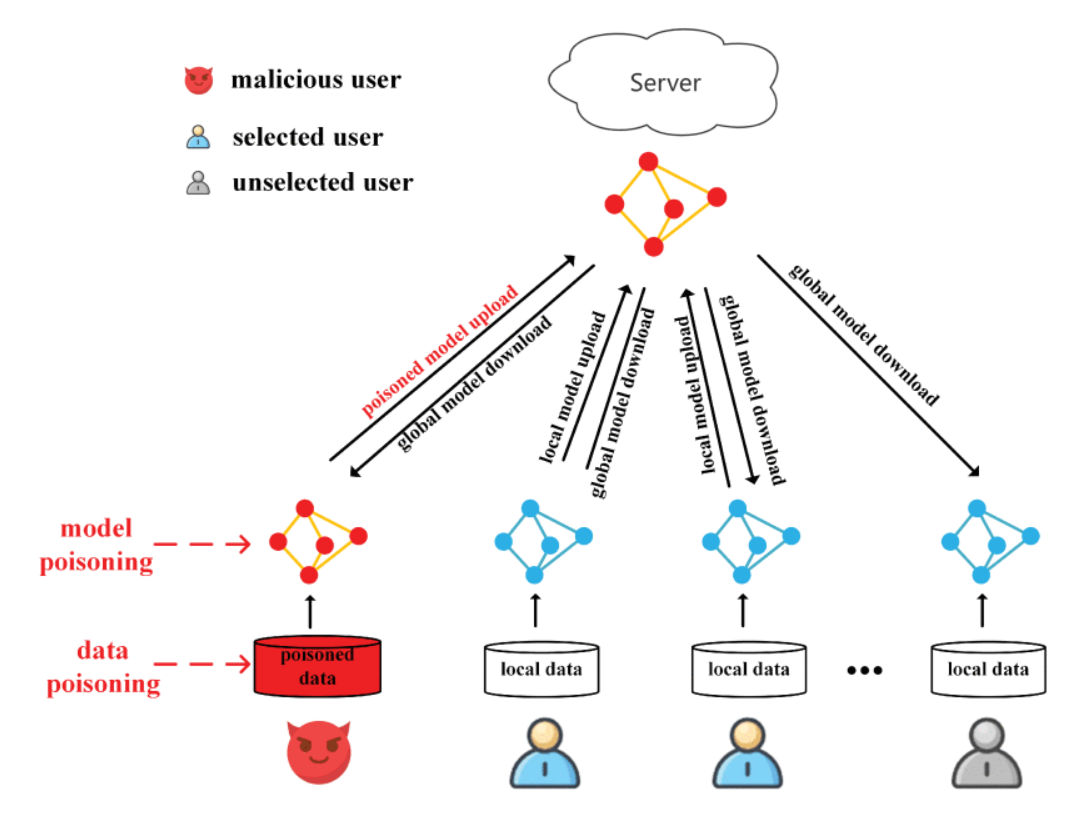 Server
malicious user
selected user
unselected user
poisoned model upload
global model download
local model upload
global model download
local model upload
global model download
global model download
model
poisoning
data
poisoning
poisoned
data
local data
local data
local data